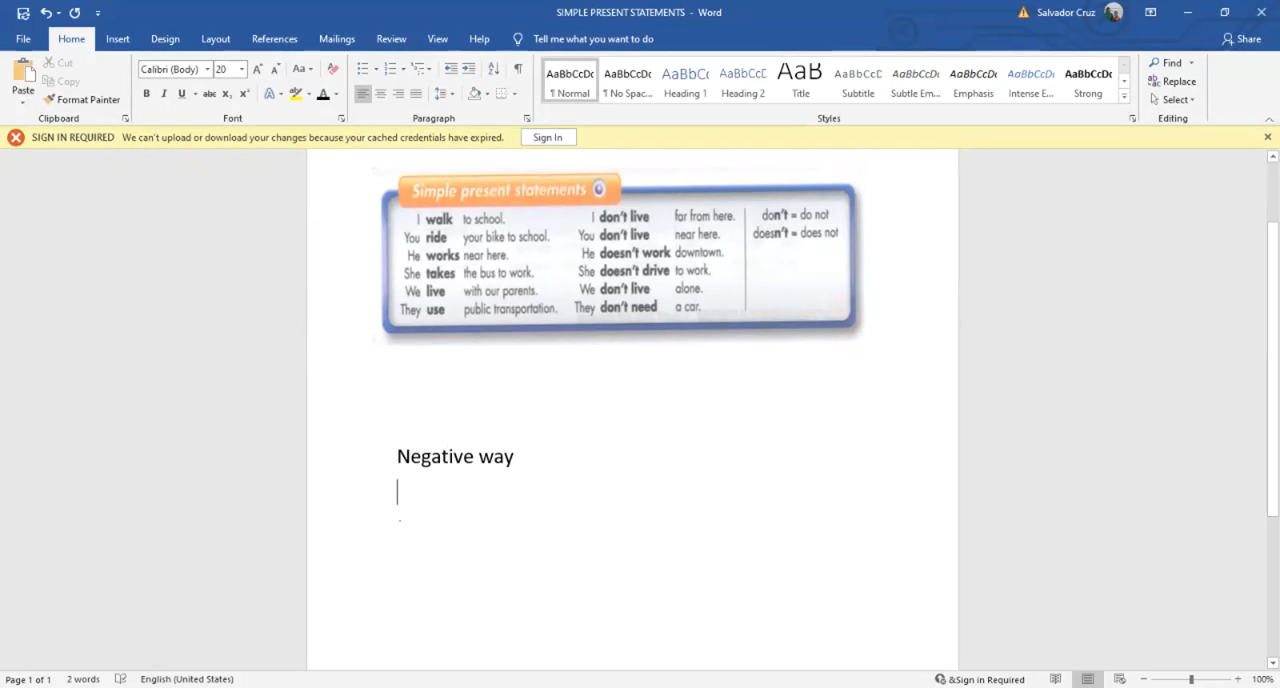 SIMPLE PRESENT STATEMENTS - Word
Salvador Cruz
File Home Insert Design Layout References Mailings Review View Help Tell me what you want to do Share
Paste Cut Copy Format Painter
Calibri (Body) 20 Aa
B I U abc x, x² A A
AaBbCcDc AaBbCcDc AaBbCc AaBbCcD AaB AaBbCcD AaBbCcDi AaBbCcDi AaBbCcDi AaBbCcDc
¶ Normal ¶ No Spac... Heading 1 Heading 2 Title Subtitle Subtle Em... Emphasis Intense E... Strong
Find Replace Select
Clipboard Font Paragraph Styles Editing
SIGN IN REQUIRED We can't upload or download your changes because your cached credentials have expired. Sign In
Simple present statements
I walk to school. I don't live far from here. don't = do not
You ride your bike to school. You don't live near here. doesn't = does not
He works near here. He doesn't work downtown.
She takes the bus to work. She doesn't drive to work.
We live with our parents. We don't live alone.
They use public transportation. They don't need a car.
Negative way
.
Page 1 of 1 2 words English (United States) &Sign in Required 100%